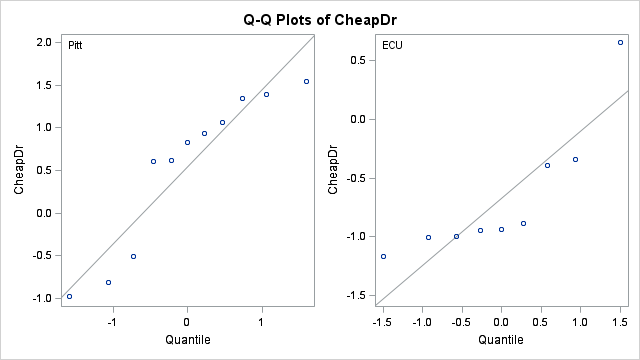 Q-Q Plots of CheapDr
Pitt
2.0
1.5
1.0
0.5
0.0
-0.5
-1.0
CheapDr
-1 0 1
Quantile
ECU
0.5
0.0
-0.5
-1.0
-1.5
CheapDr
-1.5 -1.0 -0.5 0.0 0.5 1.0 1.5
Quantile